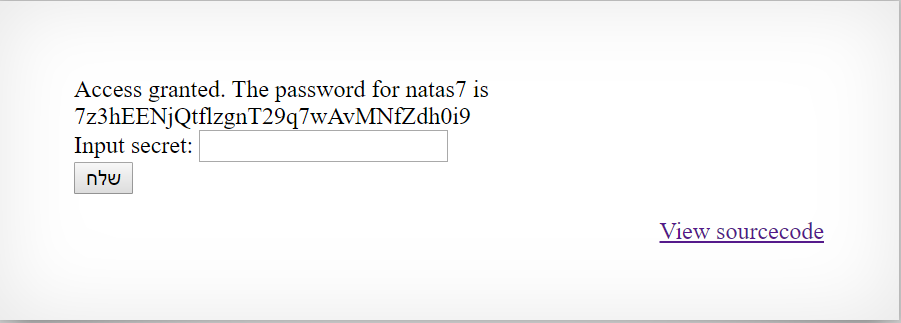 Access granted. The password for natas7 is
7z3hEENjQtflzgnT29q7wAvMNfZdh0i9
Input secret:
שלח
View sourcecode